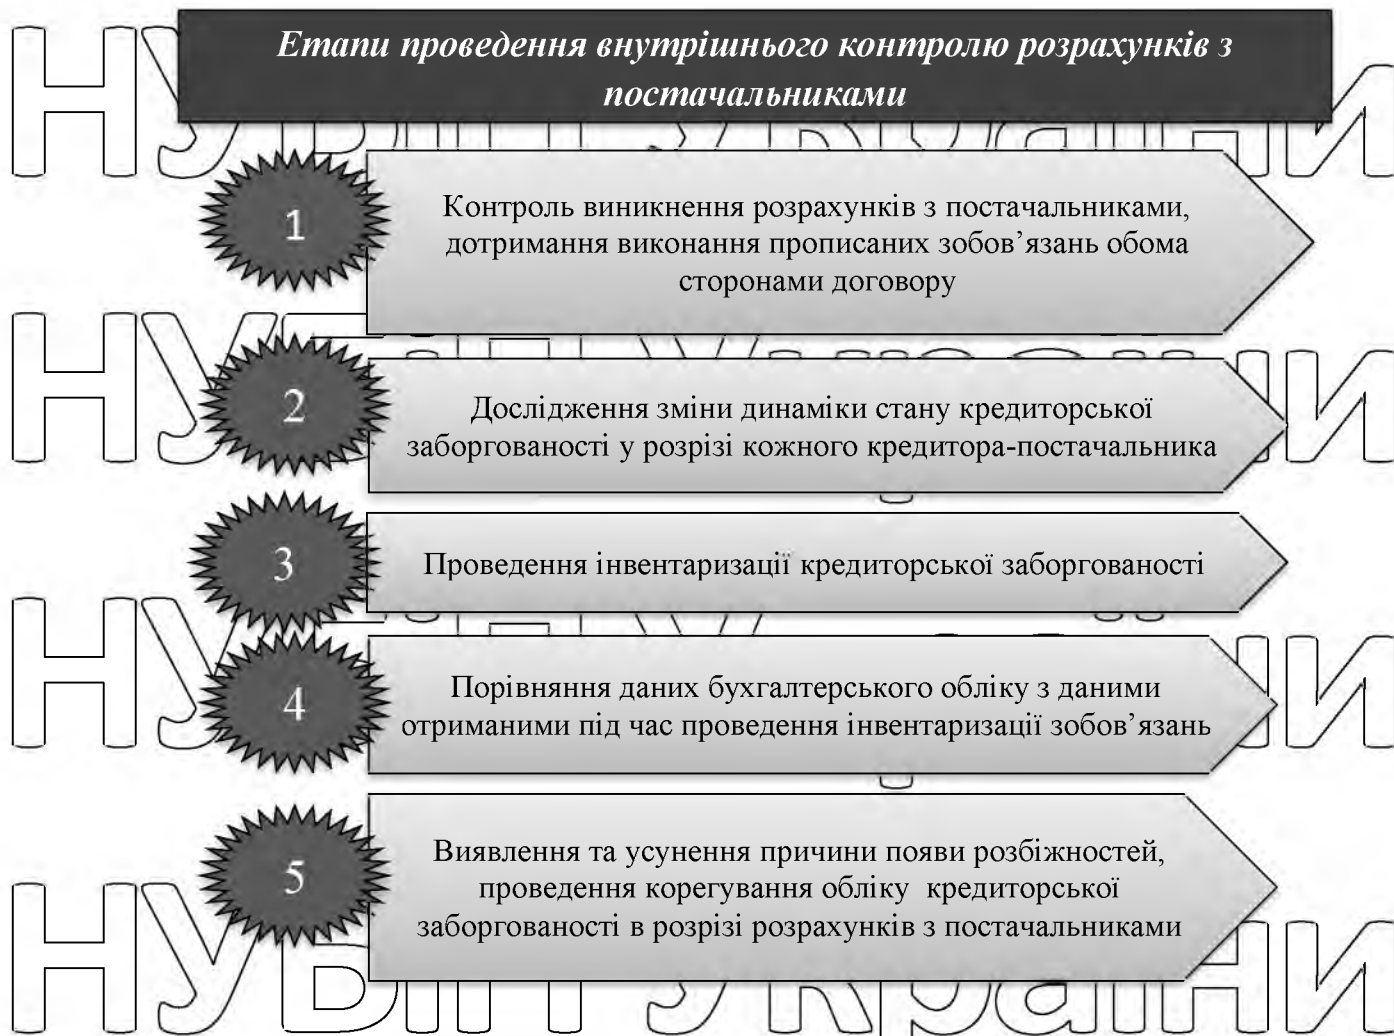 Етапи проведення внутрішнього контролю розрахунків з
постачальниками
1
Контроль виникнення розрахунків з постачальниками,
дотримання виконання прописаних зобов’язань обома
сторонами договору
2
Дослідження зміни динаміки стану кредиторської
заборгованості у розрізі кожного кредитора-постачальника
3
Проведення інвентаризації кредиторської заборгованості
4
Порівняння даних бухгалтерського обліку з даними
отриманими під час проведення інвентаризації зобов’язань
5
Виявлення та усунення причини появи розбіжностей,
проведення корегування обліку кредиторської
заборгованості в розрізі розрахунків з постачальниками
НУБІП України